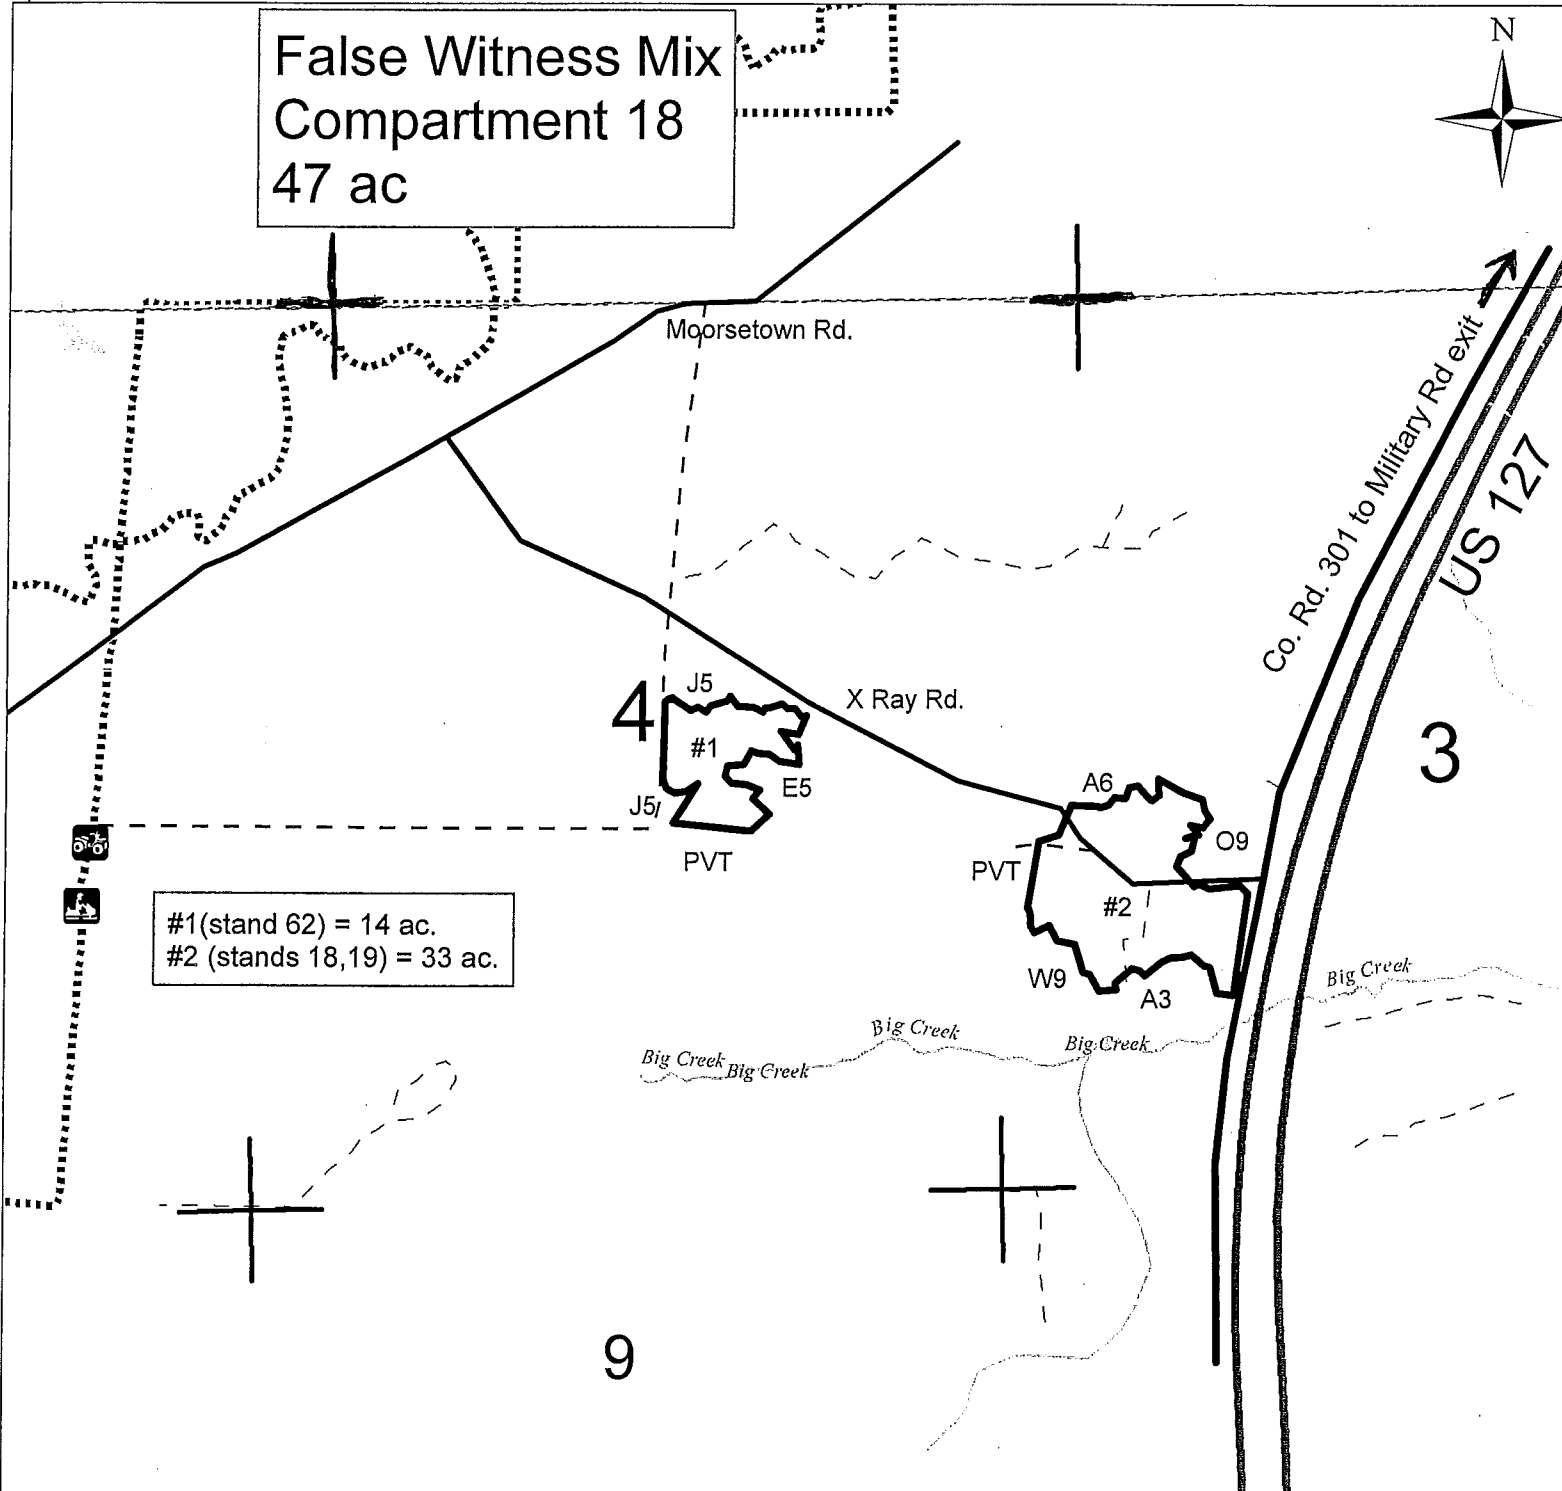 False Witness Mix
Compartment 18
47 ac
N
Moorsetown Rd.
Co. Rd. 301 to Military Rd exit
US 127
J5
4
#1
X Ray Rd.
3
E5
J5
A6
PVT
O9
PVT
#2
#1(stand 62) = 14 ac.
#2 (stands 18,19) = 33 ac.
W9
A3
Big Creek
Big Creek
Big Creek
Big Creek
Big Creek
9